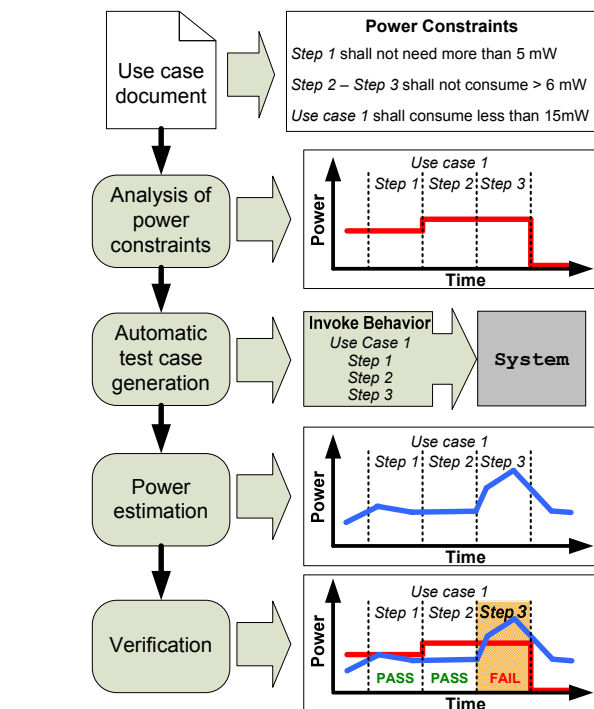 Use case
document
Power Constraints
Step 1 shall not need more than 5 mW
Step 2 – Step 3 shall not consume > 6 mW
Use case 1 shall consume less than 15mW
Analysis of
power
constraints
Use case 1
Step 1 Step 2 Step 3
Power
Time
Automatic
test case
generation
Invoke Behavior
Use Case 1
Step 1
Step 2
Step 3
System
Power
estimation
Use case 1
Step 1 Step 2 Step 3
Power
Time
Verification
Use case 1
Step 1 Step 2 Step 3
Power
PASS PASS FAIL
Time